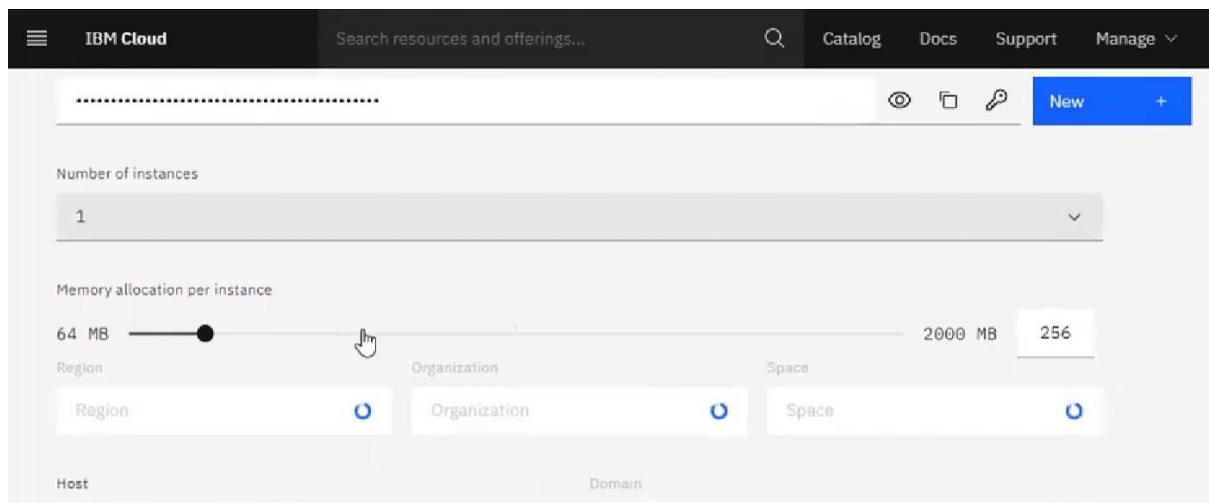 IBM Cloud Search resources and offerings... Catalog Docs Support Manage
•••••••••••••••••••••••••••••••••••••••••••• New +
Number of instances
1
Memory allocation per instance
64 MB 2000 MB 256
Region Organization Space
Region Organization Space
Host Domain